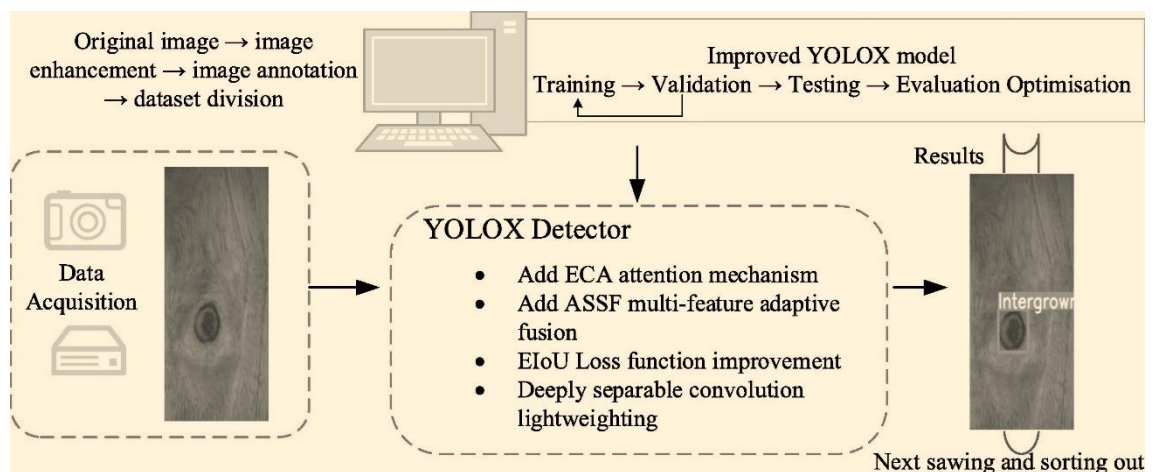 Original image → image
enhancement → image annotation
→ dataset division
Improved YOLOX model
Training → Validation → Testing → Evaluation Optimisation
Data
Acquisition
YOLOX Detector
• Add ECA attention mechanism
• Add ASSF multi-feature adaptive
fusion
• EIoU Loss function improvement
• Deeply separable convolution
lightweighting
Results
Intergrown
Next sawing and sorting out